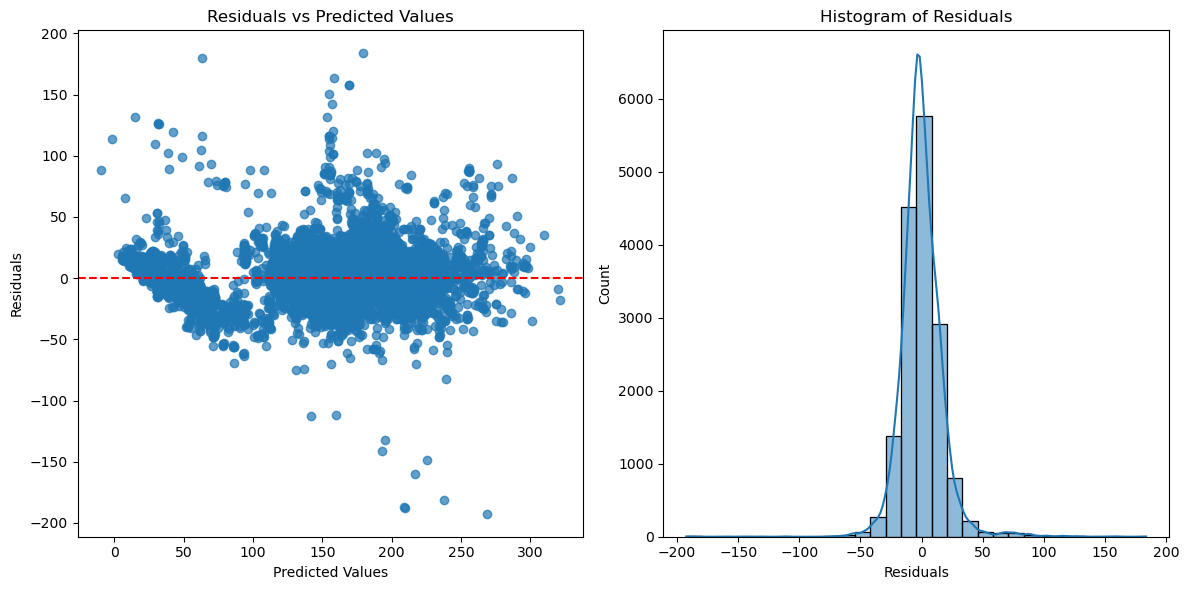 Residuals vs Predicted Values
200
150
100
50
0
−50
−100
−150
−200
Residuals
0 50 100 150 200 250 300
Predicted Values
Histogram of Residuals
6000
5000
4000
3000
2000
1000
0
Count
−200 −150 −100 −50 0 50 100 150 200
Residuals